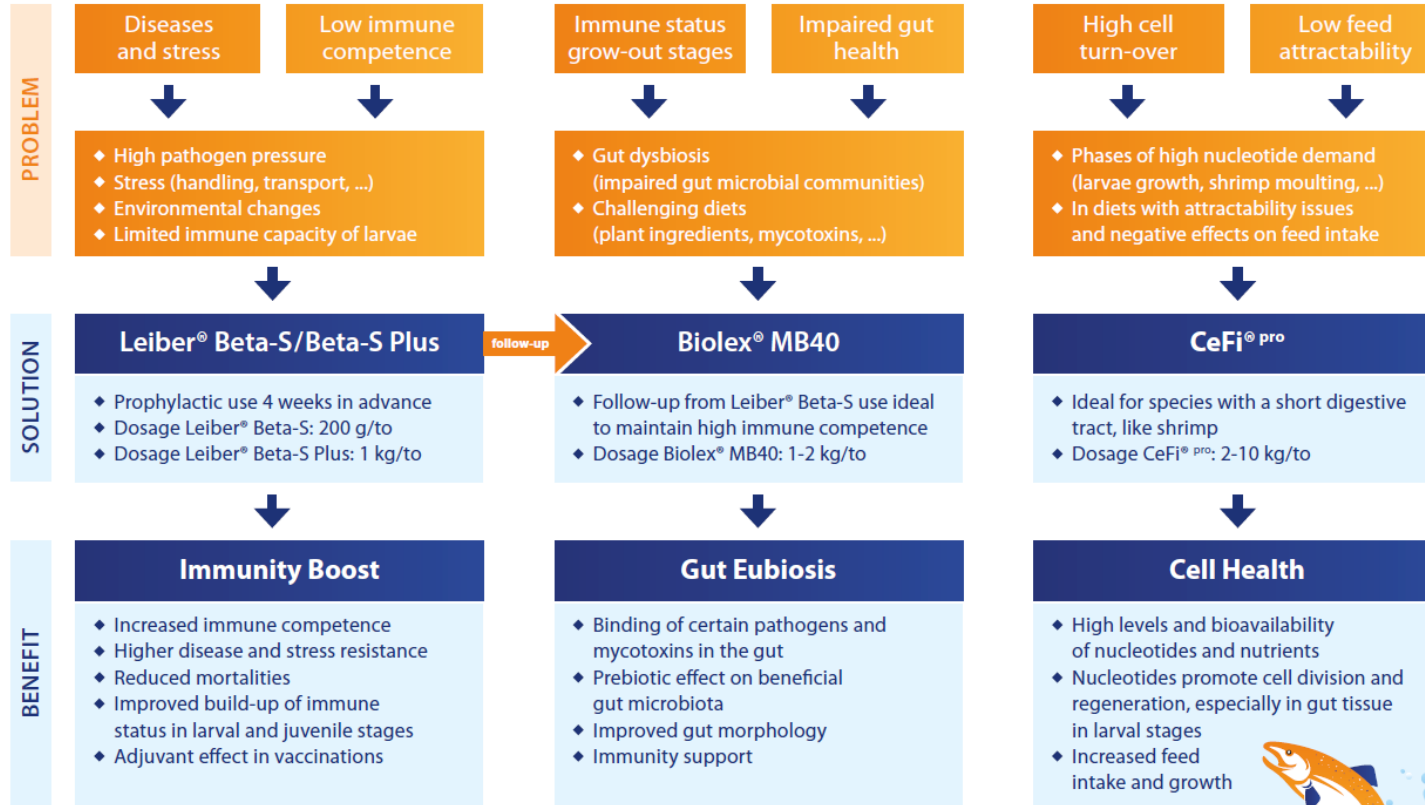 PROBLEM
Diseases
and stress
Low immune
competence
◆ High pathogen pressure
◆ Stress (handling, transport, ...)
◆ Environmental changes
◆ Limited immune capacity of larvae
Immune status
grow-out stages
Impaired gut
health
◆ Gut dysbiosis
(impaired gut microbial communities)
◆ Challenging diets
(plant ingredients, mycotoxins, ...)
High cell
turn-over
Low feed
attractability
◆ Phases of high nucleotide demand
(larvae growth, shrimp moulting, ...)
◆ In diets with attractability issues
and negative effects on feed intake
SOLUTION
Leiber® Beta-S/Beta-S Plus
◆ Prophylactic use 4 weeks in advance
◆ Dosage Leiber® Beta-S: 200 g/to
◆ Dosage Leiber® Beta-S Plus: 1 kg/to
follow-up
Biolex® MB40
◆ Follow-up from Leiber® Beta-S use ideal
to maintain high immune competence
◆ Dosage Biolex® MB40: 1-2 kg/to
CeFi® pro
◆ Ideal for species with a short digestive
tract, like shrimp
◆ Dosage CeFi® pro: 2-10 kg/to
BENEFIT
Immunity Boost
◆ Increased immune competence
◆ Higher disease and stress resistance
◆ Reduced mortalities
◆ Improved build-up of immune
status in larval and juvenile stages
◆ Adjuvant effect in vaccinations
Gut Eubiosis
◆ Binding of certain pathogens and
mycotoxins in the gut
◆ Prebiotic effect on beneficial
gut microbiota
◆ Improved gut morphology
◆ Immunity support
Cell Health
◆ High levels and bioavailability
of nucleotides and nutrients
◆ Nucleotides promote cell division and
regeneration, especially in gut tissue
in larval stages
◆ Increased feed
intake and growth